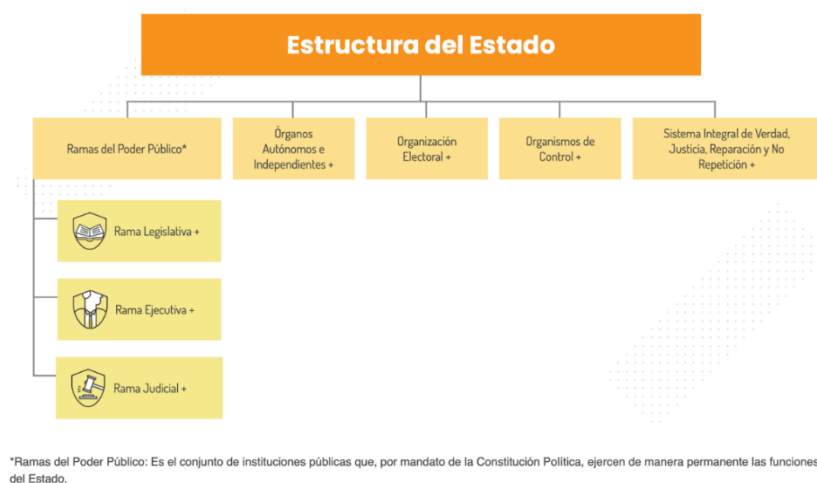 Estructura del Estado
Ramas del Poder Público*
Órganos
Autónomos e
Independientes +
Organización
Electoral +
Organismos de
Control +
Sistema Integral de Verdad,
Justicia, Reparación y No
Repetición +
Rama Legislativa +
Rama Ejecutiva +
Rama Judicial +
*Ramas del Poder Público: Es el conjunto de instituciones públicas que, por mandato de la Constitución Política, ejercen de manera permanente las funciones
del Estado.